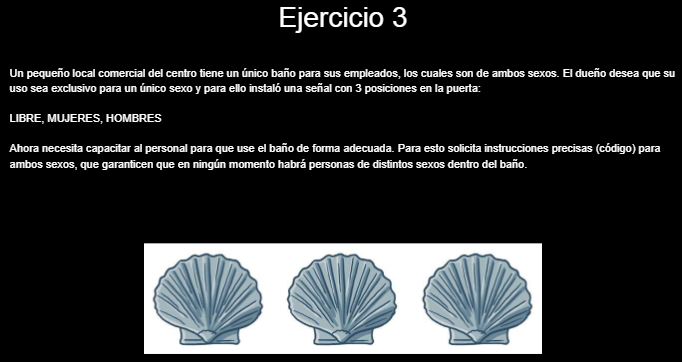 Ejercicio 3
Un pequeño local comercial del centro tiene un único baño para sus empleados, los cuales son de ambos sexos. El dueño desea que su
uso sea exclusivo para un único sexo y para ello instaló una señal con 3 posiciones en la puerta:
LIBRE, MUJERES, HOMBRES
Ahora necesita capacitar al personal para que use el baño de forma adecuada. Para esto solicita instrucciones precisas (código) para
ambos sexos, que garanticen que en ningún momento habrá personas de distintos sexos dentro del baño.